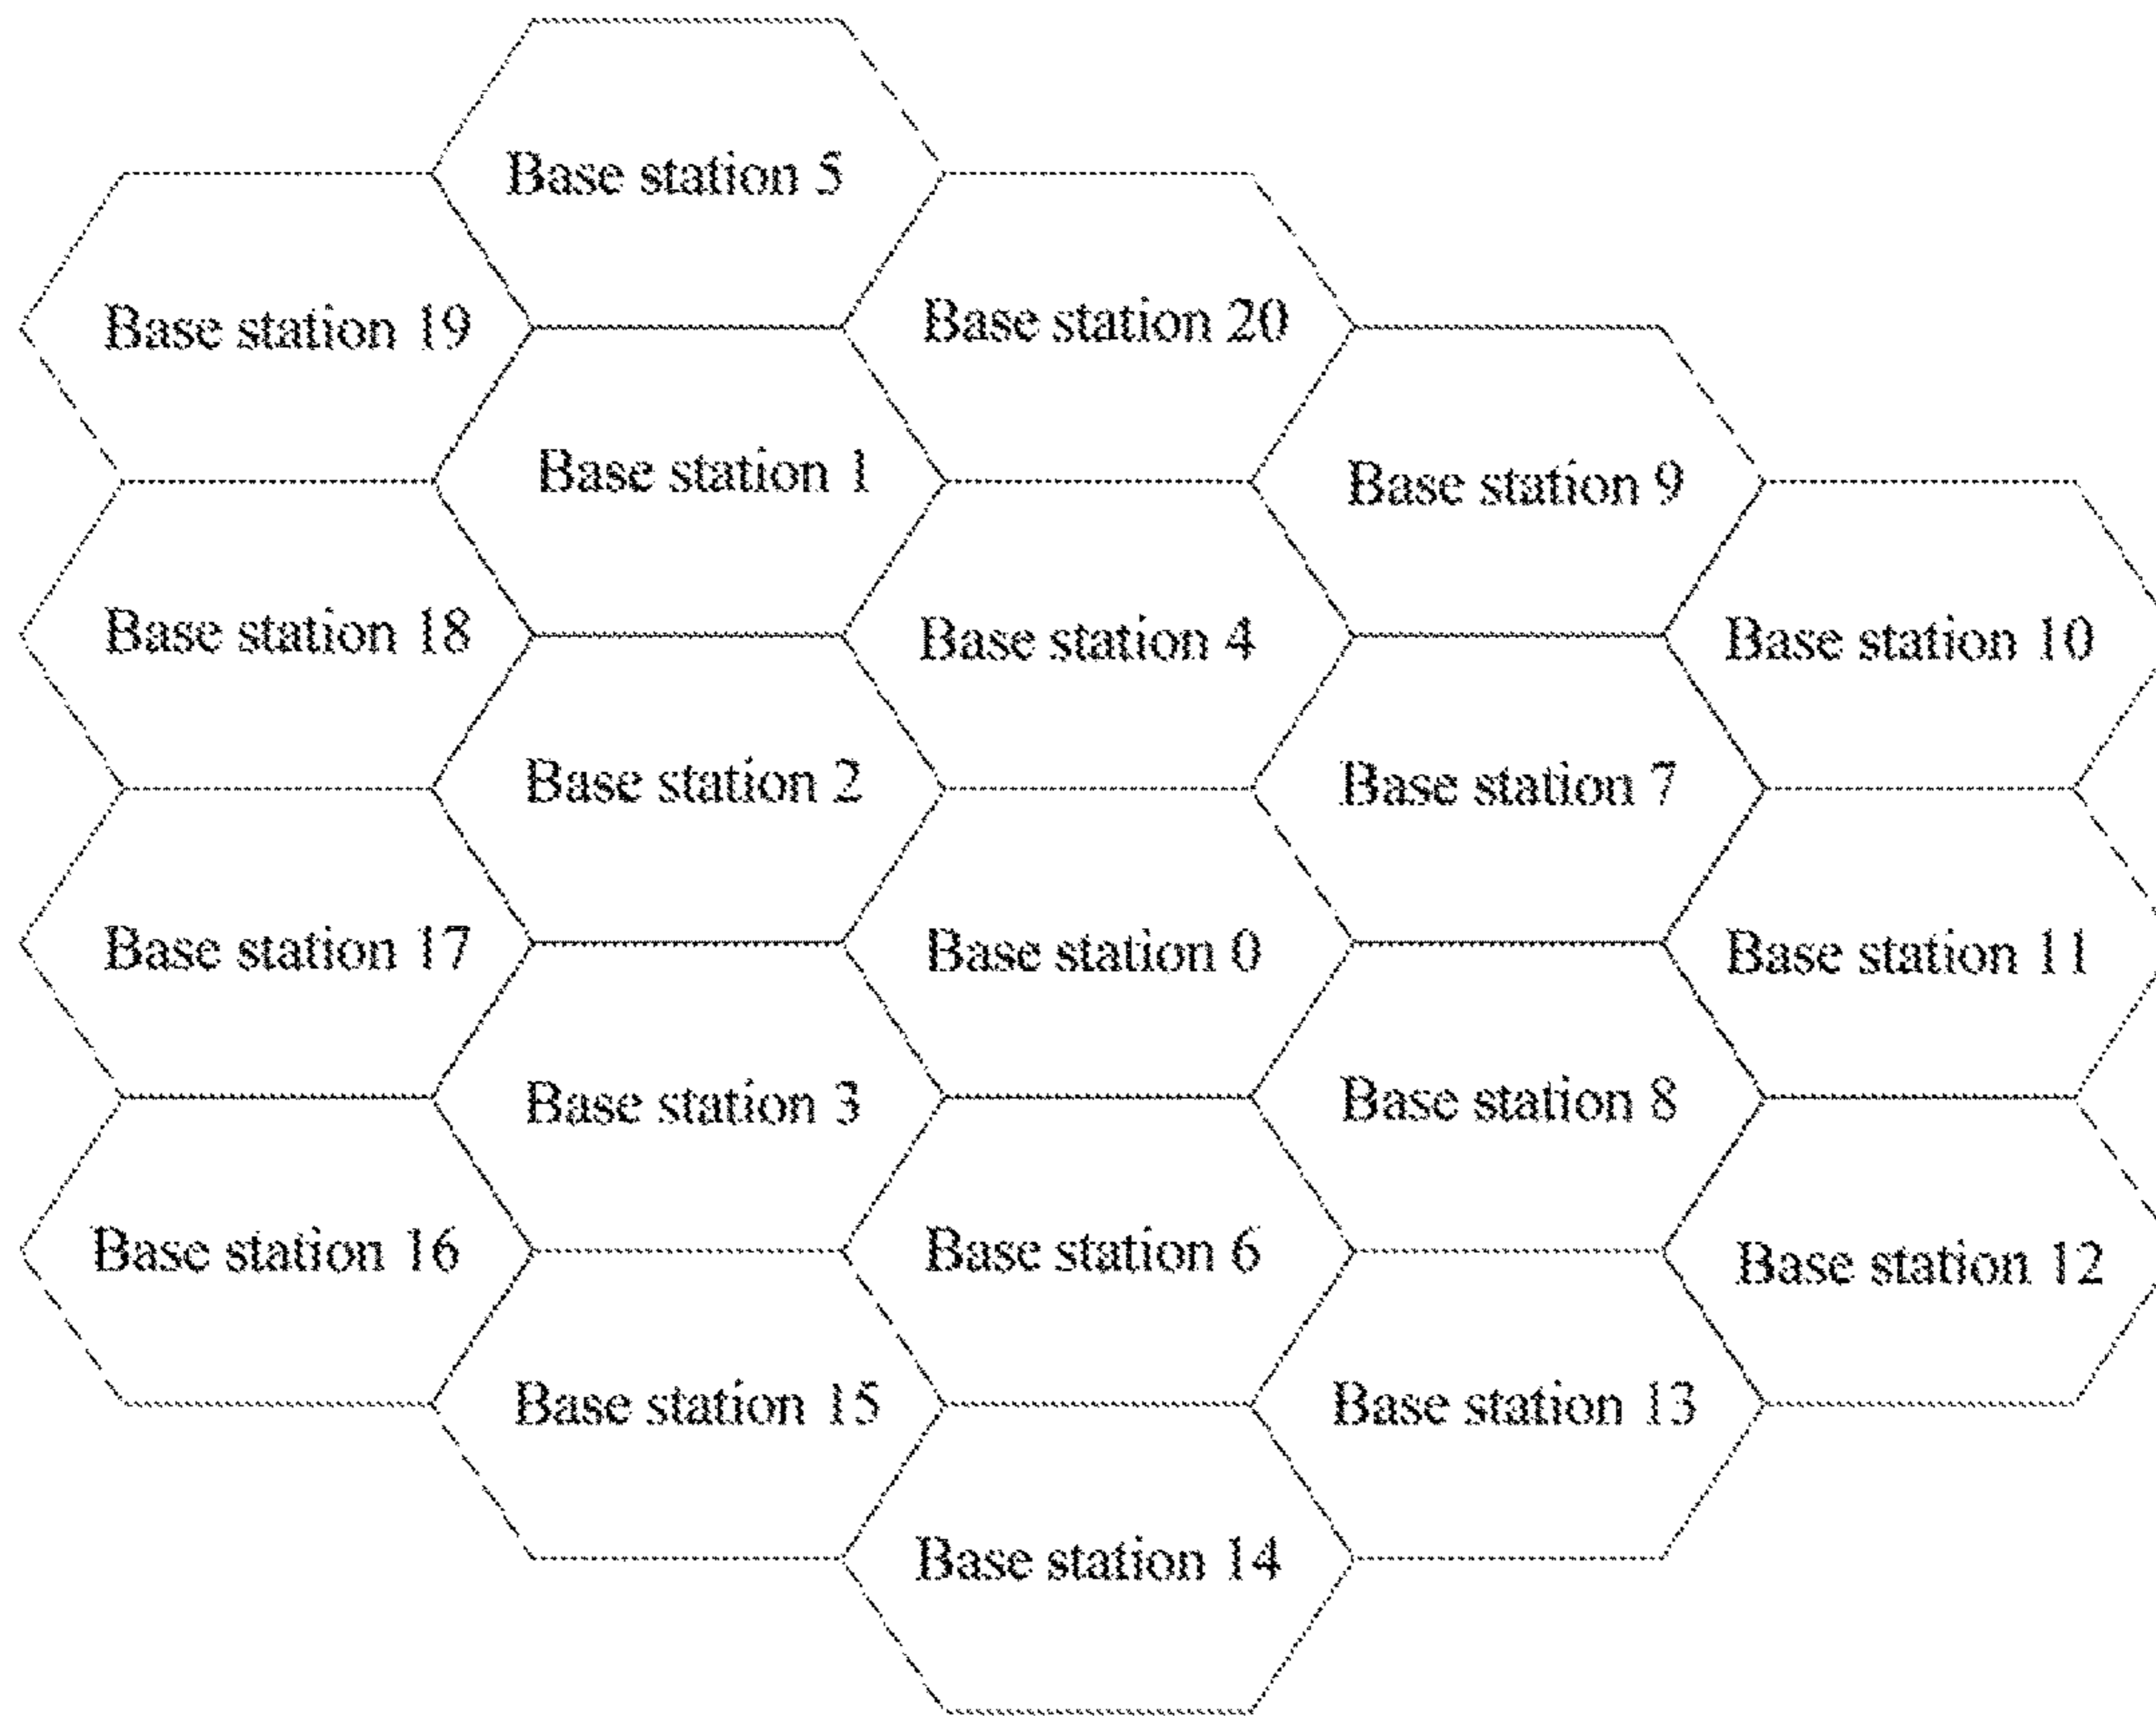 Base station 5
Base station 19
Base station 20
Base station 1
Base station 9
Base station 18
Base station 4
Base station 10
Base station 2
Base station 7
Base station 17
Base station 0
Base station 11
Base station 3
Base station 8
Base station 16
Base station 6
Base station 12
Base station 15
Base station 13
Base station 14